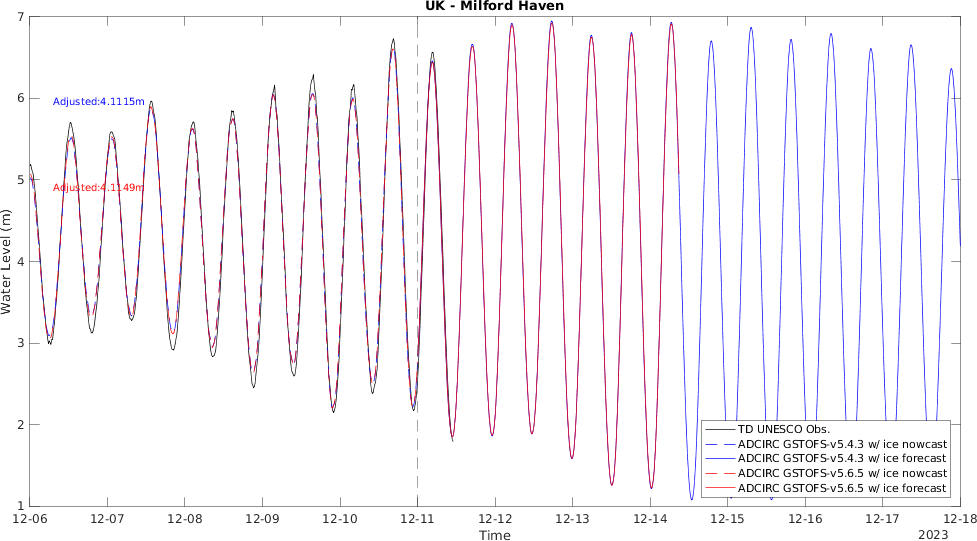 UK - Milford Haven
7
6
5
4
3
2
1
Water Level (m)
Adjusted:4.1115m
Adjusted:4.1149m
TD UNESCO Obs.
ADCIRC GSTOFS-v5.4.3 w/ ice nowcast
ADCIRC GSTOFS-v5.4.3 w/ ice forecast
ADCIRC GSTOFS-v5.6.5 w/ ice nowcast
ADCIRC GSTOFS-v5.6.5 w/ ice forecast
12-06 12-07 12-08 12-09 12-10 12-11 12-12 12-13 12-14 12-15 12-16 12-17 12-18
Time
2023